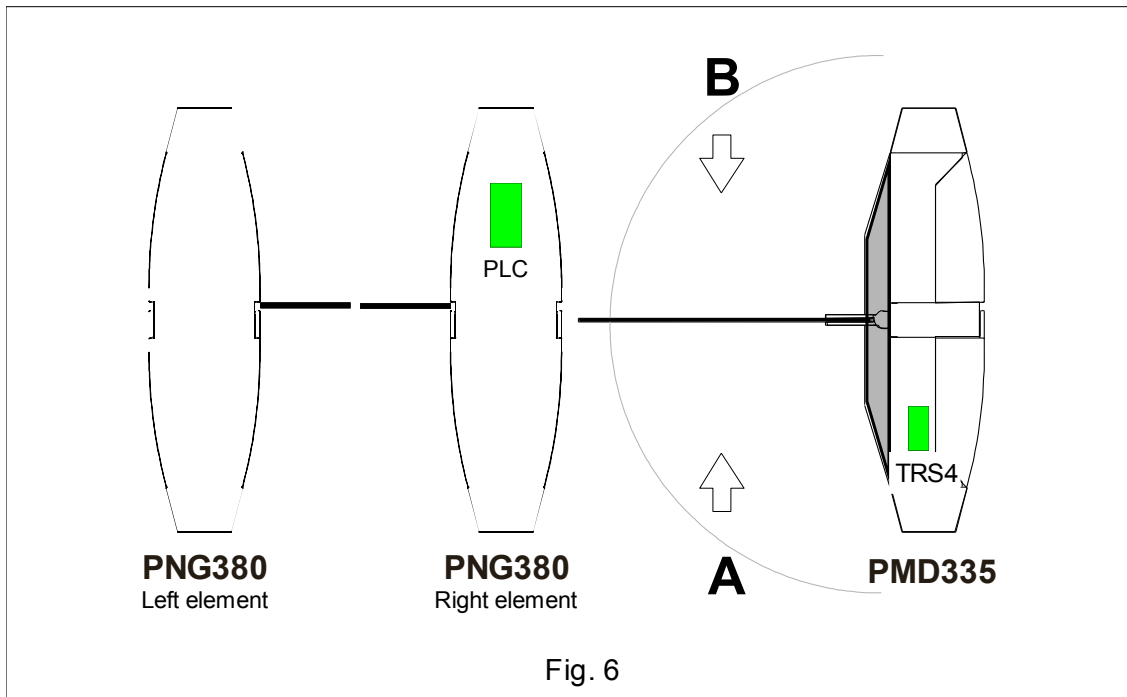 B
PLC
TRS4
A
PNG380
Left element
PNG380
Right element
PMD335
Fig. 6